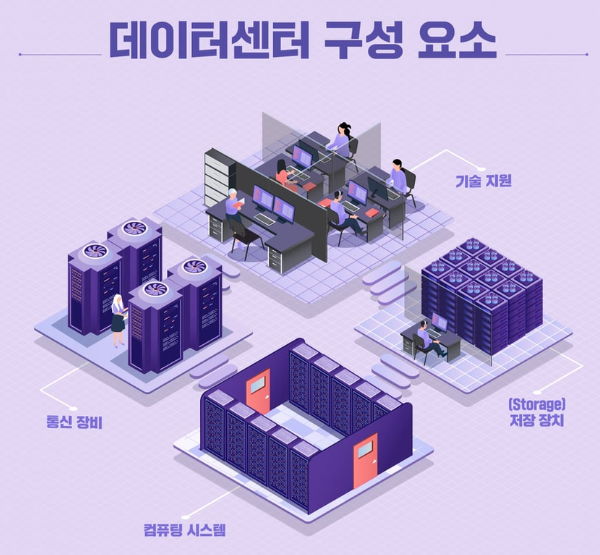 데이터센터 구성 요소
기술 지원
통신 장비
(Storage)
저장 장치
컴퓨팅 시스템